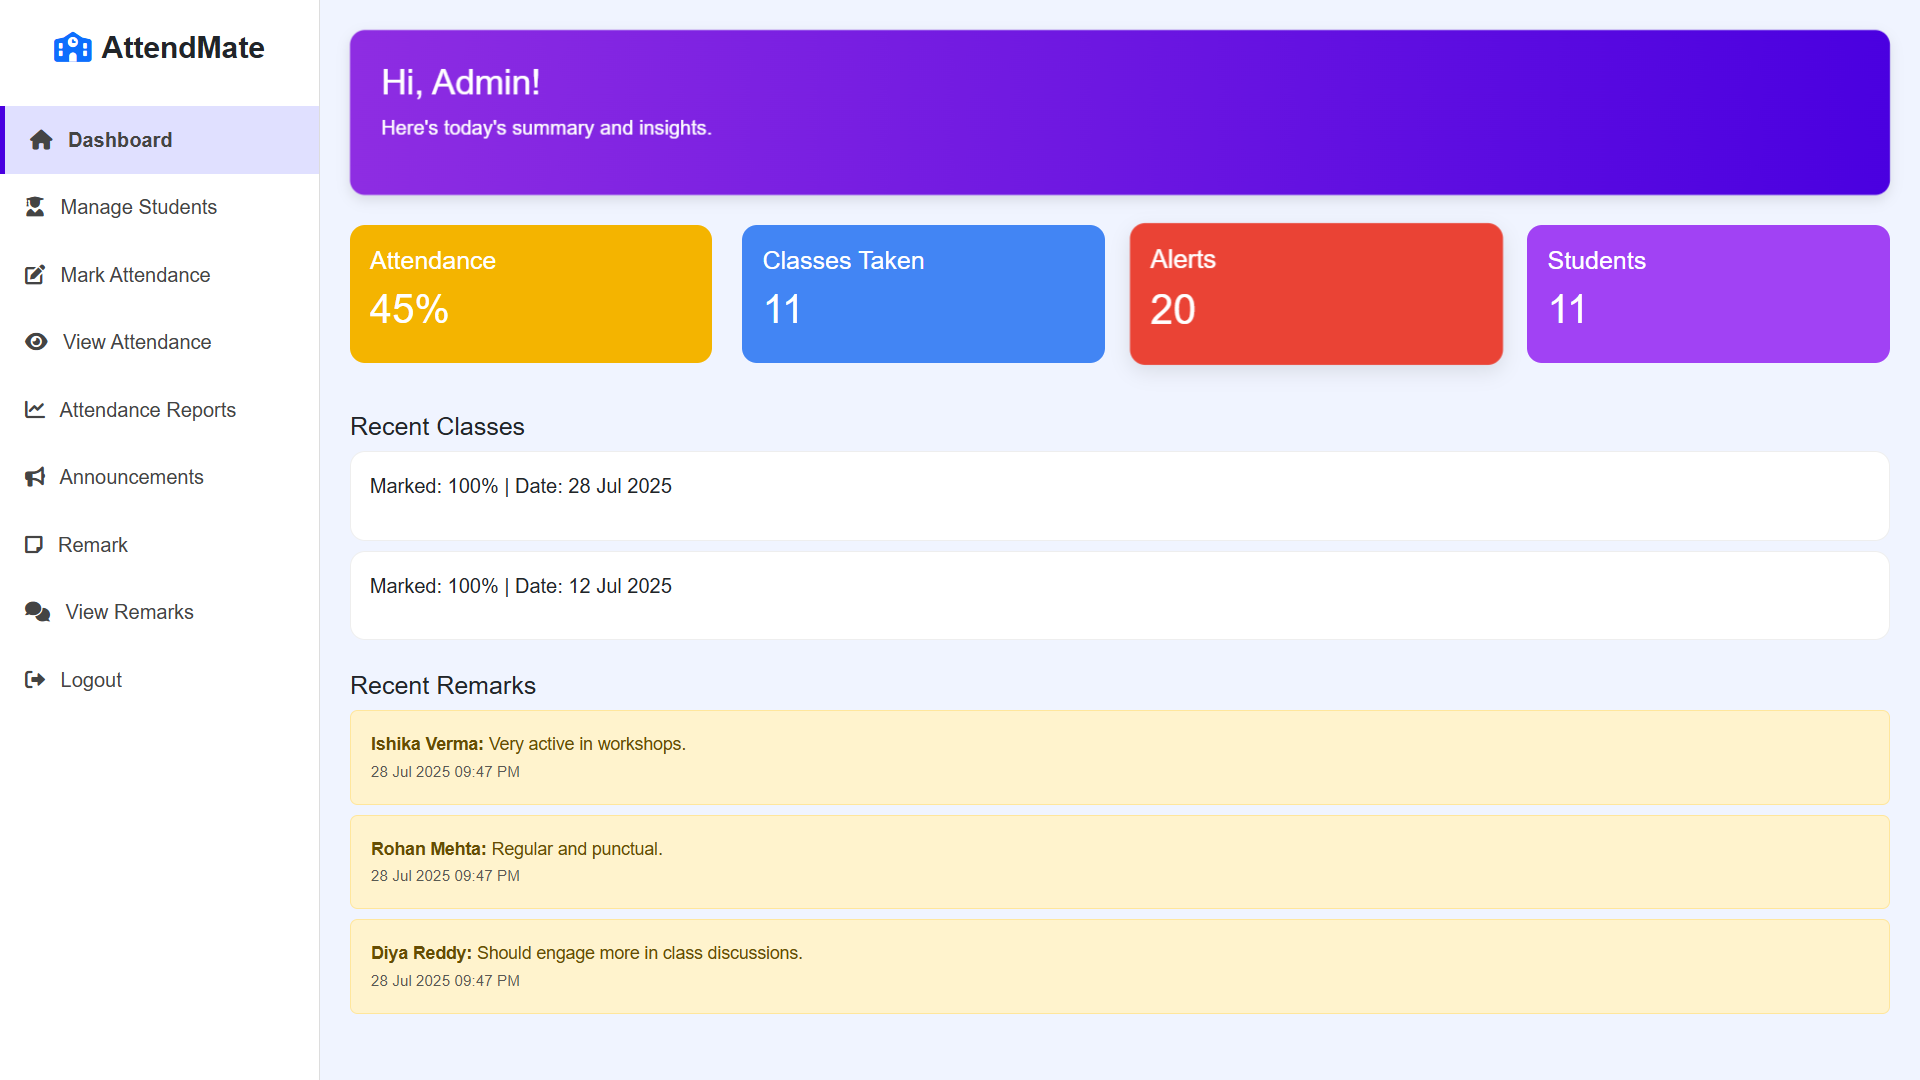 AttendMate
Dashboard
Manage Students
Mark Attendance
View Attendance
Attendance Reports
Announcements
Remark
View Remarks
Logout
Hi, Admin!
Here's today's summary and insights.
Attendance
45%
Classes Taken
11
Alerts
20
Students
11
Recent Classes
Marked: 100% | Date: 28 Jul 2025
Marked: 100% | Date: 12 Jul 2025
Recent Remarks
Ishika Verma: Very active in workshops.
28 Jul 2025 09:47 PM
Rohan Mehta: Regular and punctual.
28 Jul 2025 09:47 PM
Diya Reddy: Should engage more in class discussions.
28 Jul 2025 09:47 PM